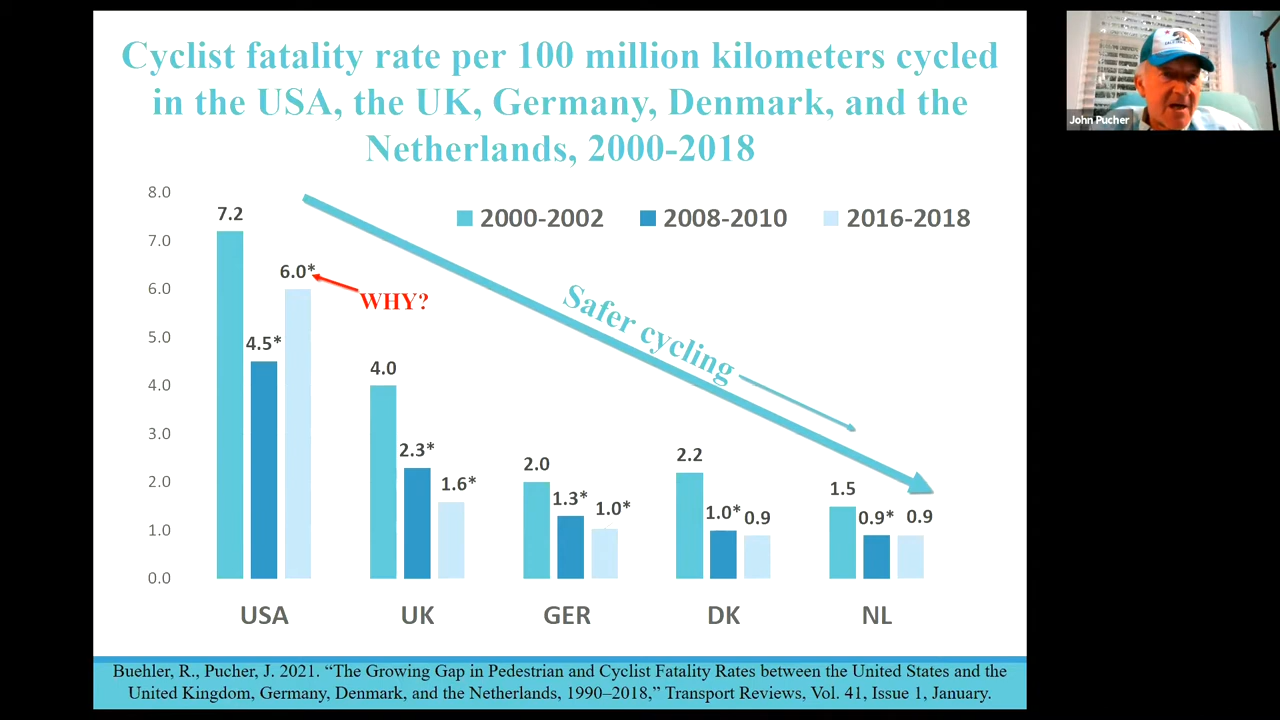 Cyclist fatality rate per 100 million kilometers cycled
in the USA, the UK, Germany, Denmark, and the
Netherlands, 2000-2018
John Pucher
2000-2002 2008-2010 2016-2018
8.0
7.0
6.0
5.0
4.0
3.0
2.0
1.0
0.0
7.2
4.5*
6.0*
WHY?
Safer cycling
4.0
2.3*
1.6*
2.0
1.3*
1.0*
2.2
1.0*
0.9
1.5
0.9*
0.9
USA UK GER DK NL
Buehler, R., Pucher, J. 2021. “The Growing Gap in Pedestrian and Cyclist Fatality Rates between the United States and the
United Kingdom, Germany, Denmark, and the Netherlands, 1990–2018,” Transport Reviews, Vol. 41, Issue 1, January.